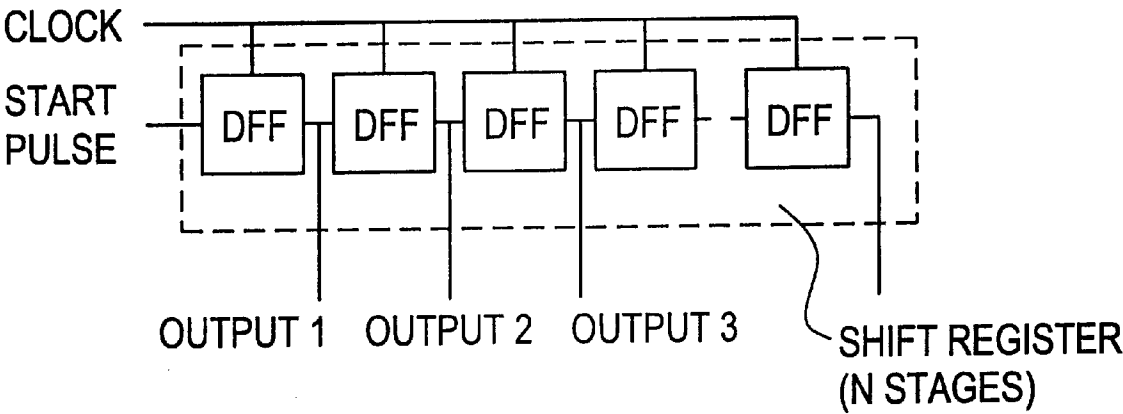 CLOCK
START
PULSE
DFF DFF DFF DFF DFF
OUTPUT 1 OUTPUT 2 OUTPUT 3
SHIFT REGISTER
(N STAGES)